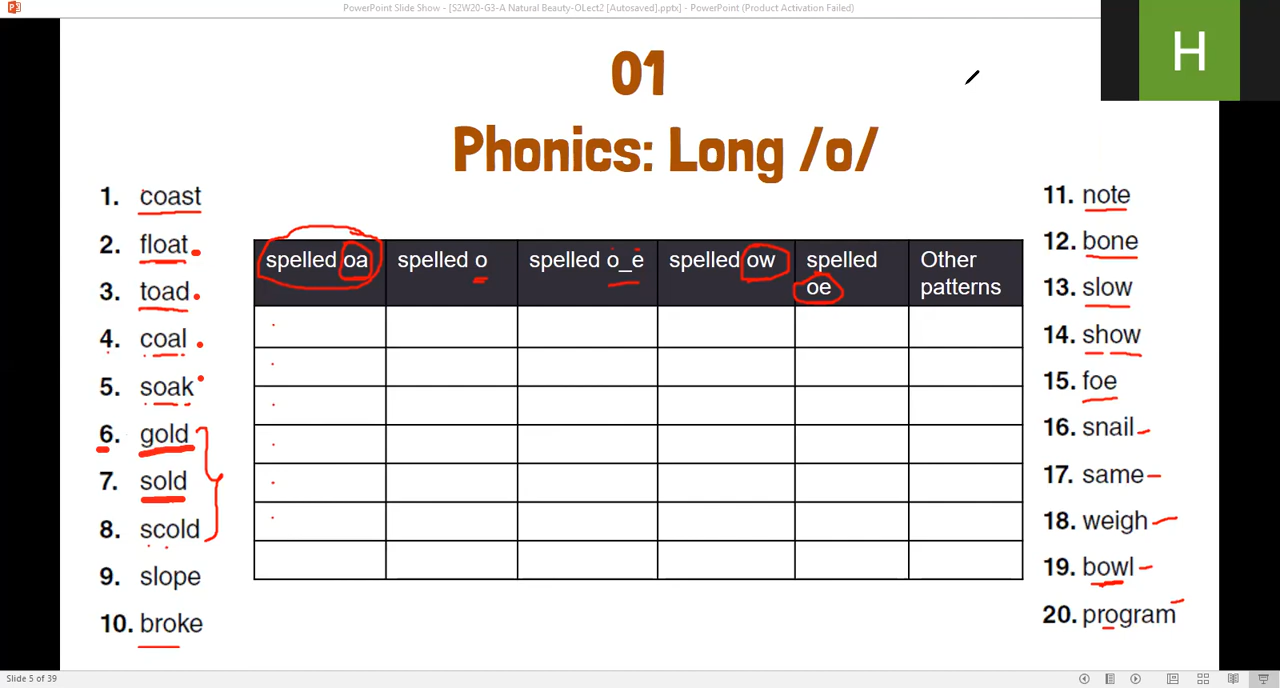 PowerPoint Slide Show - [S2W20-G3-A Natural Beauty-OLect2 [Autosaved].pptx] - PowerPoint (Product Activation Failed)
H
01
Phonics: Long /o/
1. coast
2. float
3. toad
4. coal
5. soak
6. gold
7. sold
8. scold
9. slope
10. broke
spelled oa
spelled o
spelled o_e
spelled ow
spelled
oe
Other
patterns
11. note
12. bone
13. slow
14. show
15. foe
16. snail
17. same
18. weigh
19. bowl
20. program
Slide 5 of 39